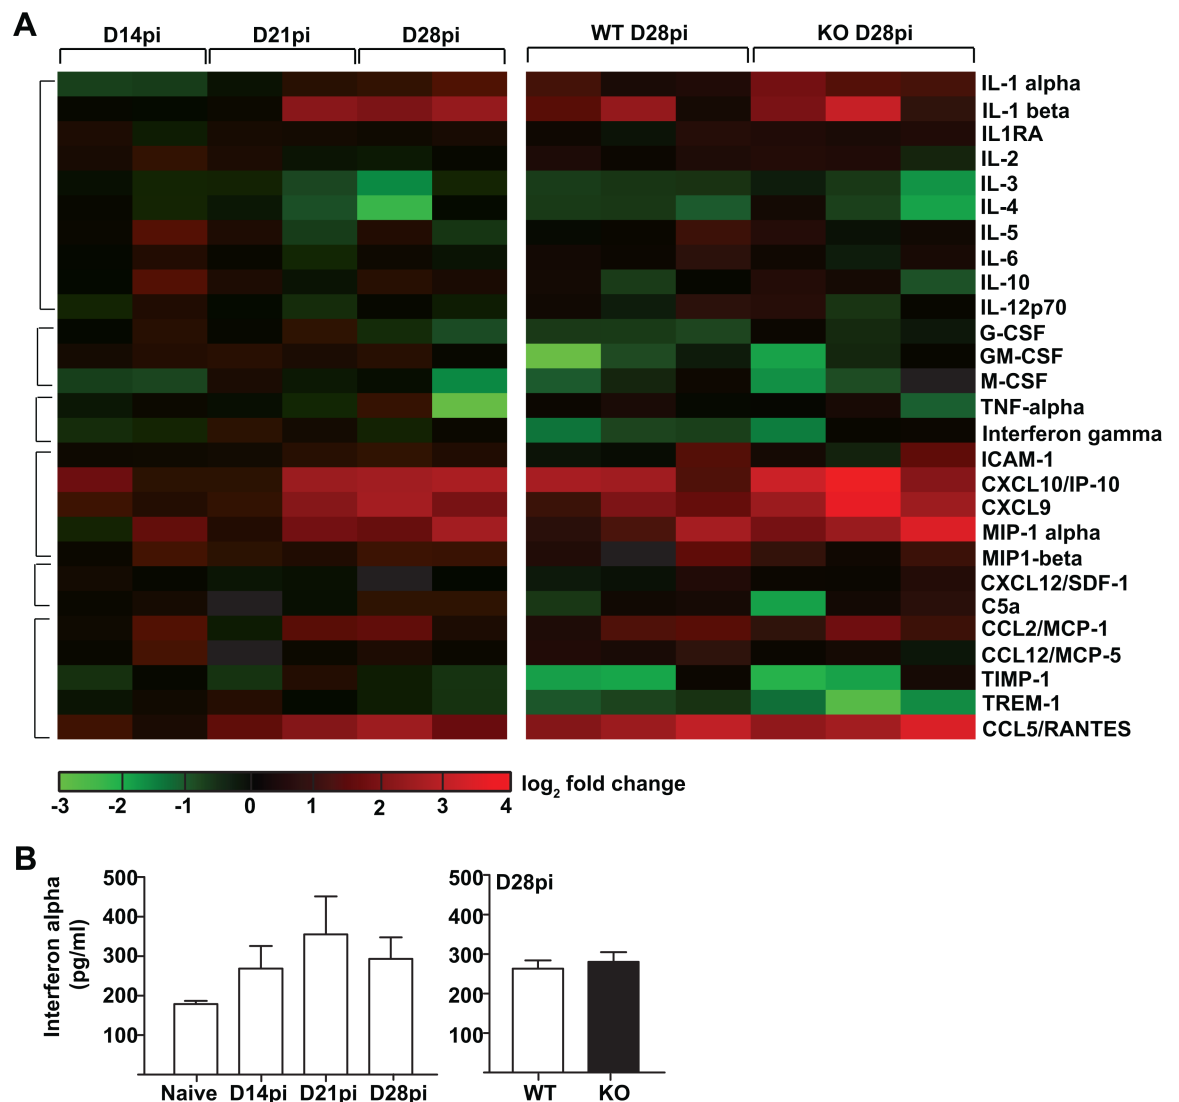 A
D14pi D21pi D28pi WT D28pi KO D28pi
IL-1 alpha
IL-1 beta
IL1RA
IL-2
IL-3
IL-4
IL-5
IL-6
IL-10
IL-12p70
G-CSF
GM-CSF
M-CSF
TNF-alpha
Interferon gamma
ICAM-1
CXCL10/IP-10
CXCL9
MIP-1 alpha
MIP1-beta
CXCL12/SDF-1
C5a
CCL2/MCP-1
CCL12/MCP-5
TIMP-1
TREM-1
CCL5/RANTES
log2 fold change
-3 -2 -1 0 1 2 3 4
B
Interferon alpha
(pg/ml)
500
400
300
200
100
Naive D14pi D21pi D28pi
D28pi
500
400
300
200
100
WT KO